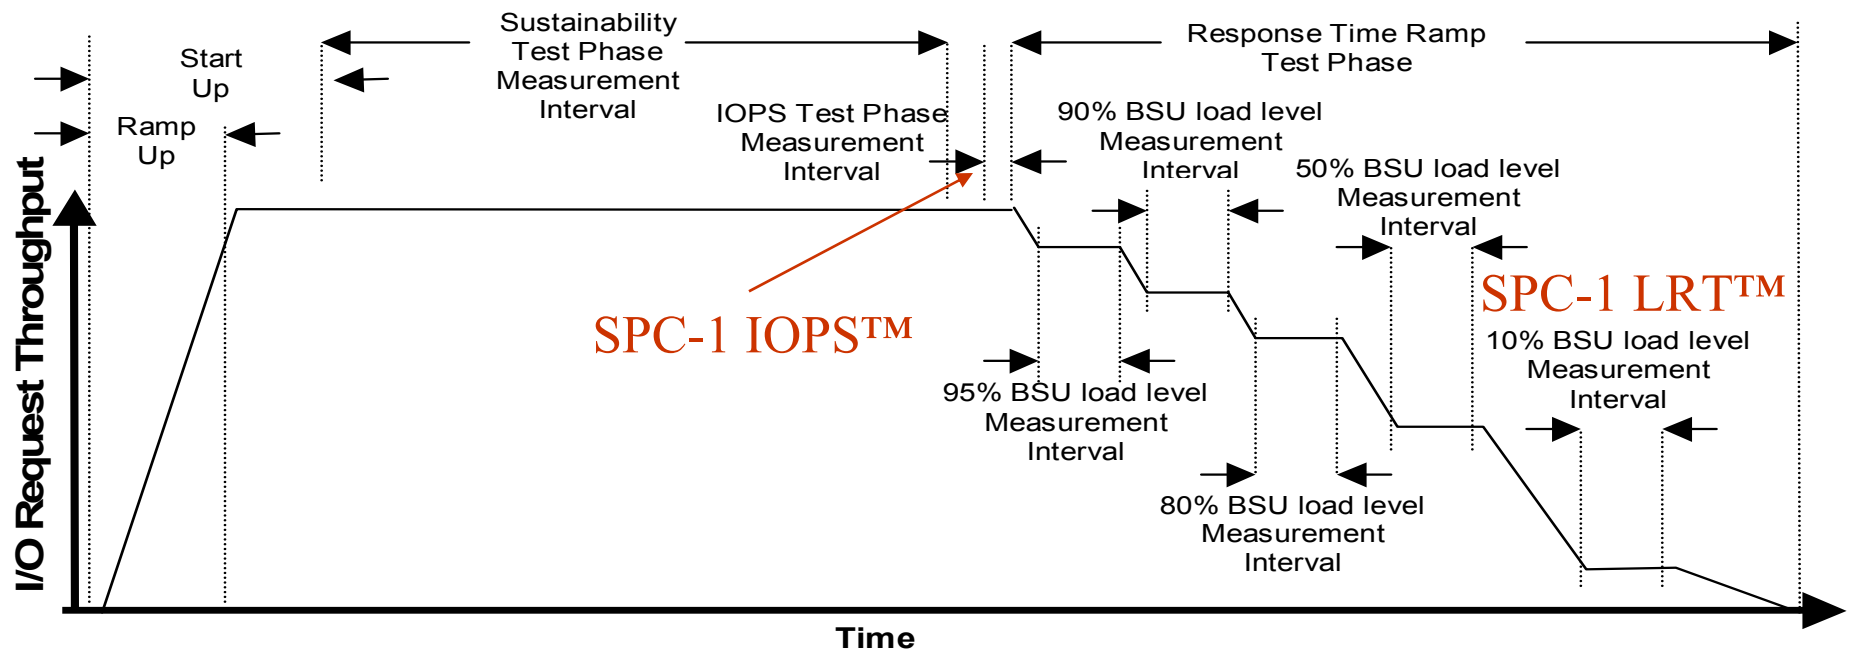 Start
Up
Ramp
Up
Sustainability
Test Phase
Measurement
Interval
IOPS Test Phase
Measurement
Interval
Response Time Ramp
Test Phase
90% BSU load level
Measurement
Interval
50% BSU load level
Measurement
Interval
SPC-1 IOPS™
SPC-1 LRT™
95% BSU load level
Measurement
Interval
10% BSU load level
Measurement
Interval
80% BSU load level
Measurement
Interval
I/O Request Throughput
Time